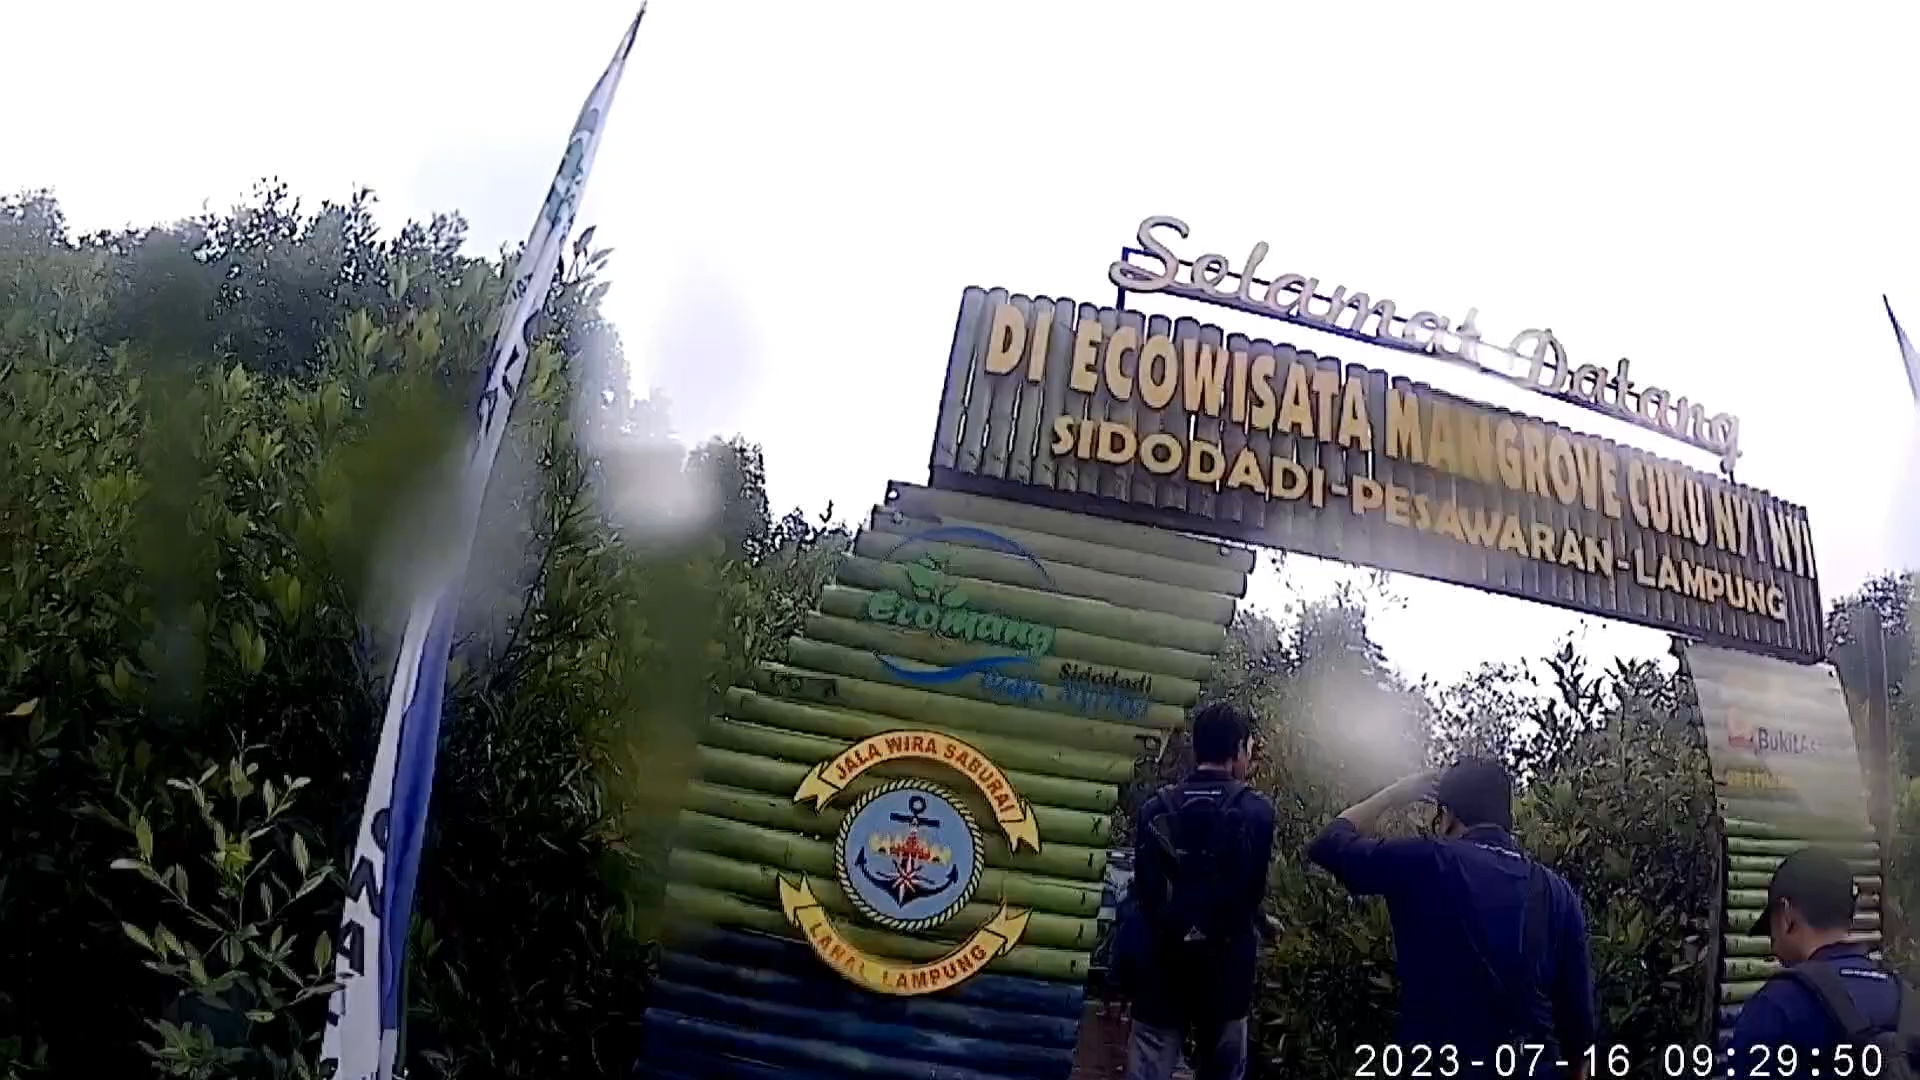 Selamat Datang
DI ECOWISATA MANGROVE CUKU NYI NYI
SIDODADI-PESAWARAN-LAMPUNG
Ecomang
Sidodadi
JALA WIRA SABURAI
LANAL LAMPUNG
2023-07-16 09:29:50